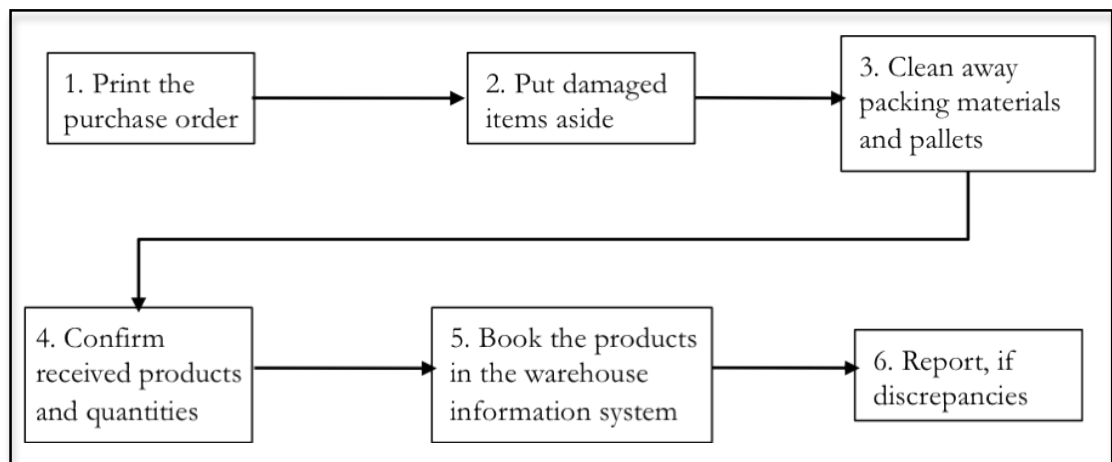 1. Print the
purchase order
2. Put damaged
items aside
3. Clean away
packing materials
and pallets
4. Confirm
received products
and quantities
5. Book the products
in the warehouse
information system
6. Report, if
discrepancies